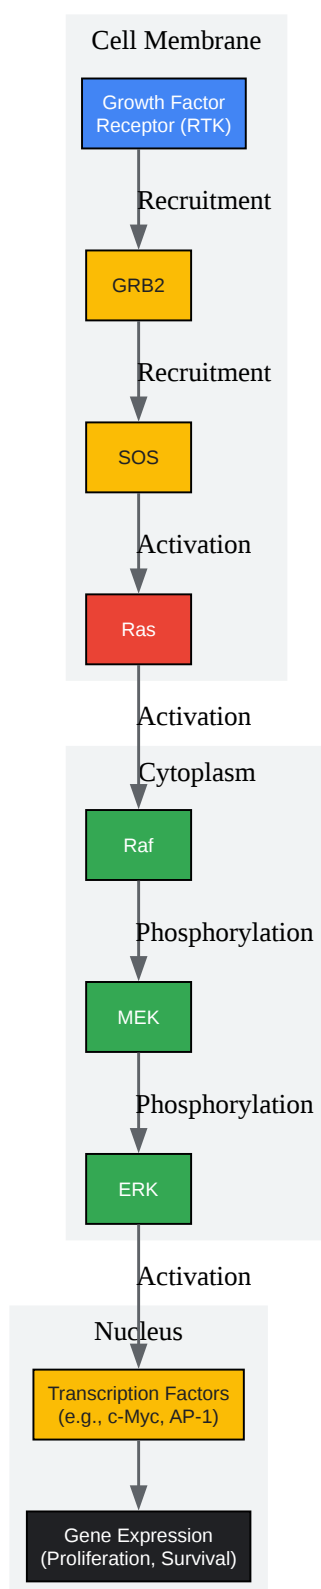 Cell Membrane
Growth Factor
Receptor (RTK)
Recruitment
GRB2
Recruitment
SOS
Activation
Ras
Activation
Cytoplasm
Raf
Phosphorylation
MEK
Phosphorylation
ERK
Activation
Nucleus
Transcription Factors
(e.g., c-Myc, AP-1)
Gene Expression
(Proliferation, Survival)